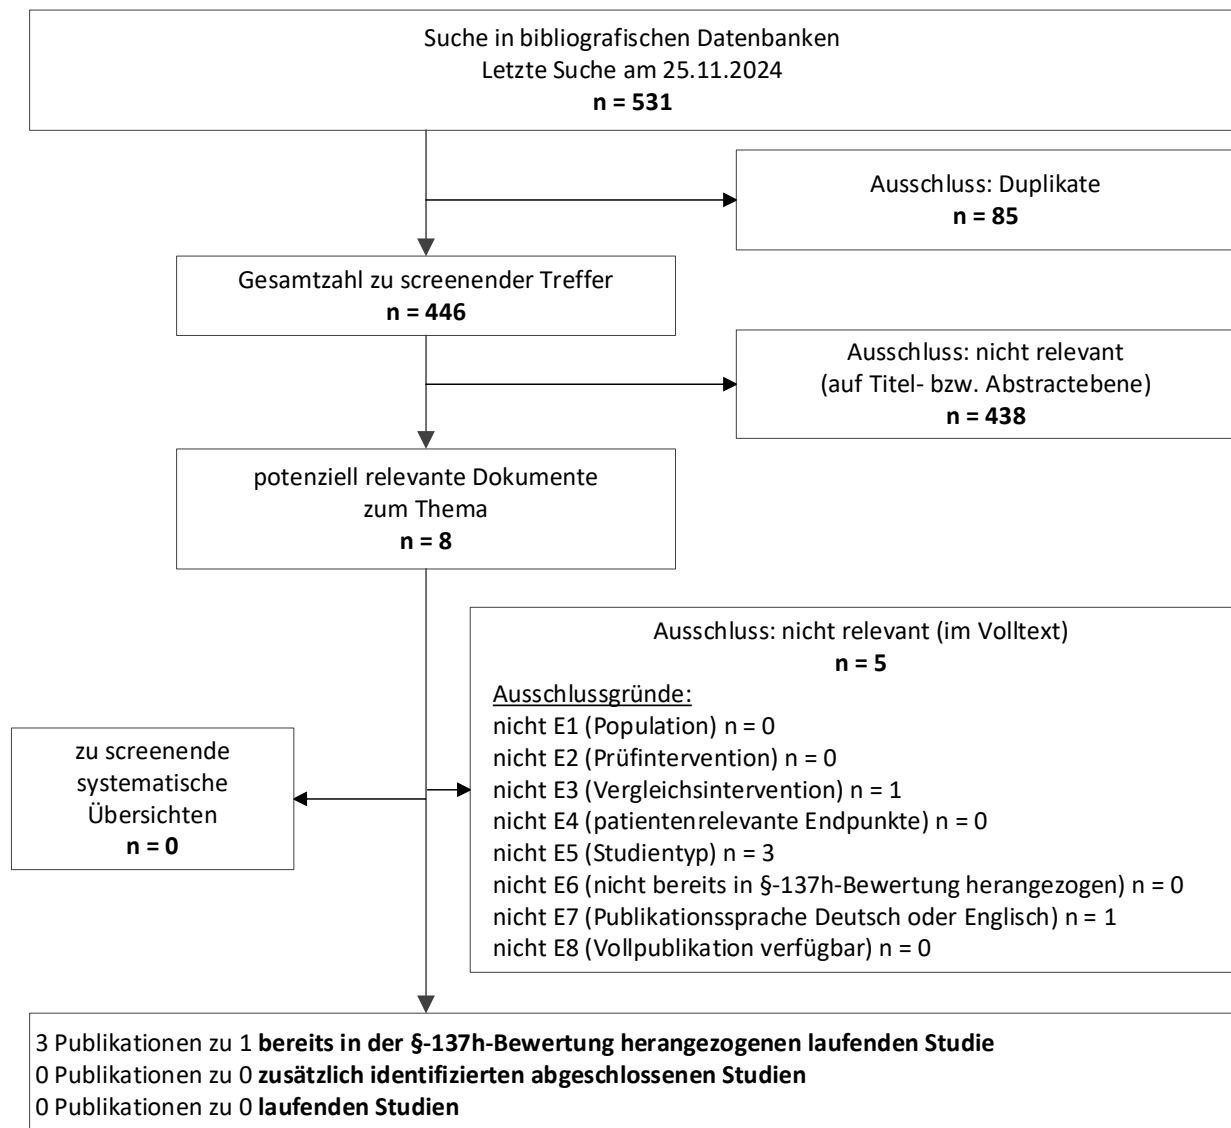 Suche in bibliografischen Datenbanken
Letzte Suche am 25.11.2024
n = 531
Ausschluss: Duplikate
n = 85
Gesamtzahl zu screenender Treffer
n = 446
Ausschluss: nicht relevant
(auf Titel- bzw. Abstractebene)
n = 438
potenziell relevante Dokumente
zum Thema
n = 8
Ausschluss: nicht relevant (im Volltext)
n = 5
Ausschlussgründe:
nicht E1 (Population) n = 0
nicht E2 (Prüfintervention) n = 0
nicht E3 (Vergleichsintervention) n = 1
nicht E4 (patientenrelevante Endpunkte) n = 0
nicht E5 (Studientyp) n = 3
nicht E6 (nicht bereits in §-137h-Bewertung herangezogen) n = 0
nicht E7 (Publikationssprache Deutsch oder Englisch) n = 1
nicht E8 (Vollpublikation verfügbar) n = 0
zu screenende
systematische
Übersichten
n = 0
3 Publikationen zu 1 bereits in der §-137h-Bewertung herangezogenen laufenden Studie
0 Publikationen zu 0 zusätzlich identifizierten abgeschlossenen Studien
0 Publikationen zu 0 laufenden Studien